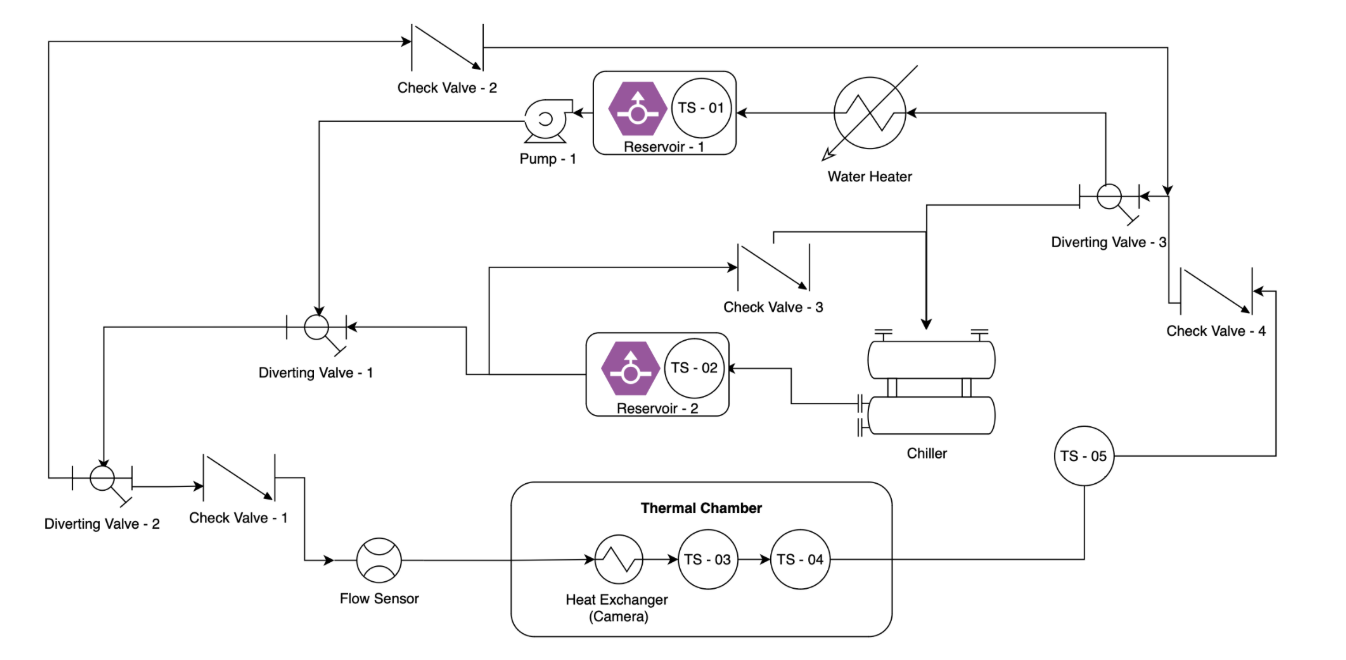 Check Valve - 2
TS - 01
Reservoir - 1
Pump - 1
Water Heater
Diverting Valve - 3
Check Valve - 3
Check Valve - 4
Diverting Valve - 1
TS - 02
Reservoir - 2
Chiller
TS - 05
Diverting Valve - 2
Check Valve - 1
Thermal Chamber
Flow Sensor
TS - 03
TS - 04
Heat Exchanger
(Camera)